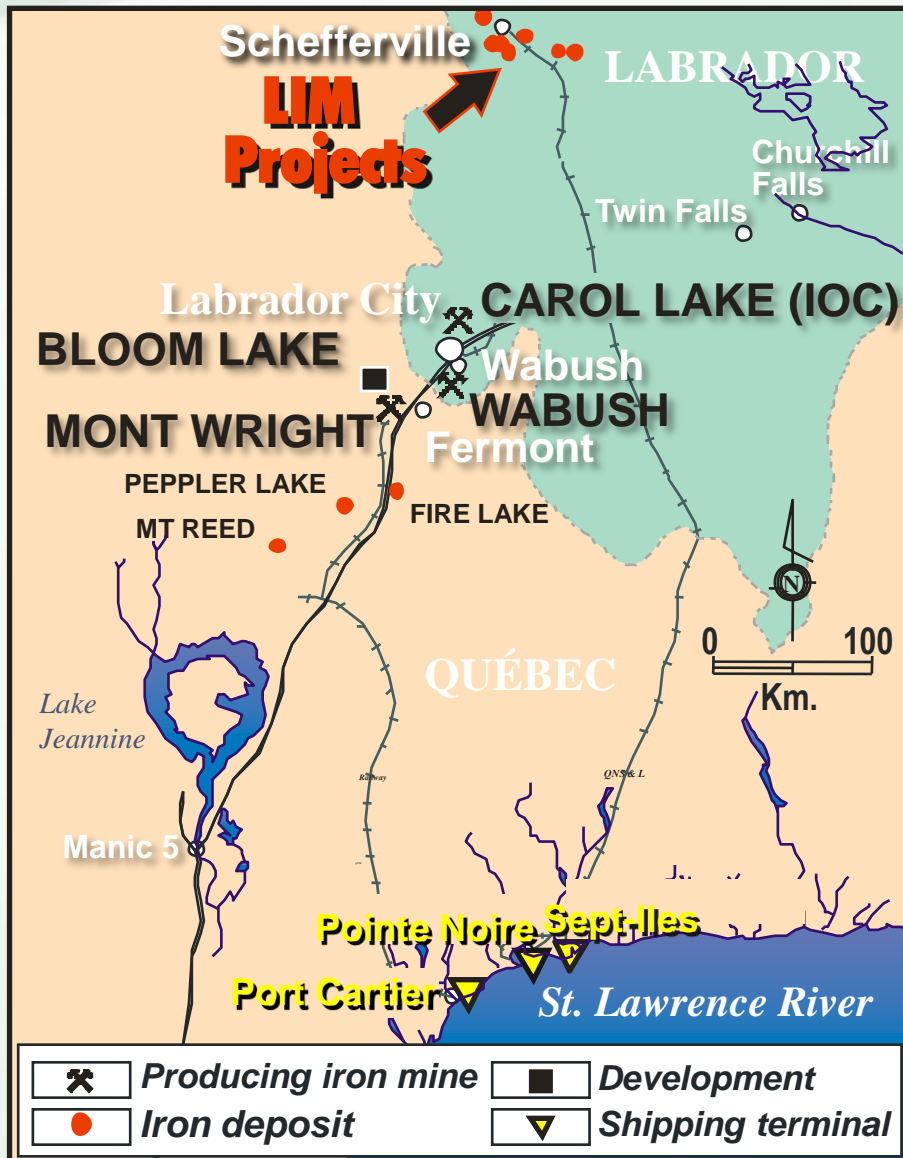 Schefferville
LABRADOR
LIM
Projects
Churchill
Falls
Twin Falls
Labrador City
CAROL LAKE (IOC)
BLOOM LAKE
Wabush
WABUSH
MONT WRIGHT
Fermont
PEPPLER LAKE
FIRE LAKE
MT REED
N
0 100
Km.
QUÉBEC
Lake
Jeannine
Railway
QNS & L
Manic 5
Pointe Noire
Sept-Iles
Port Cartier
St. Lawrence River
Producing iron mine
Development
Iron deposit
Shipping terminal